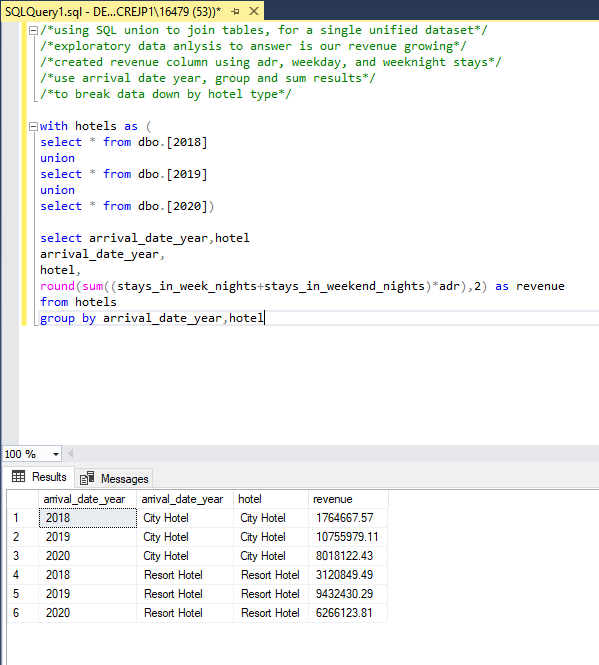 SQLQuery1.sql - DE...CREJP1\16479 (53))*
/*using SQL union to join tables, for a single unified dataset*/
/*exploratory data anlysis to answer is our revenue growing*/
/*created revenue column using adr, weekday, and weeknight stays*/
/*use arrival date year, group and sum results*/
/*to break data down by hotel type*/
with hotels as (
select * from dbo.[2018]
union
select * from dbo.[2019]
union
select * from dbo.[2020])
select arrival_date_year,hotel
arrival_date_year,
hotel,
round(sum((stays_in_week_nights+stays_in_weekend_nights)*adr),2) as revenue
from hotels
group by arrival_date_year,hotel
100 %
Results Messages
arrival_date_year arrival_date_year hotel revenue
1 2018 City Hotel City Hotel 1764667.57
2 2019 City Hotel City Hotel 10755979.11
3 2020 City Hotel City Hotel 8018122.43
4 2018 Resort Hotel Resort Hotel 3120849.49
5 2019 Resort Hotel Resort Hotel 9432430.29
6 2020 Resort Hotel Resort Hotel 6266123.81